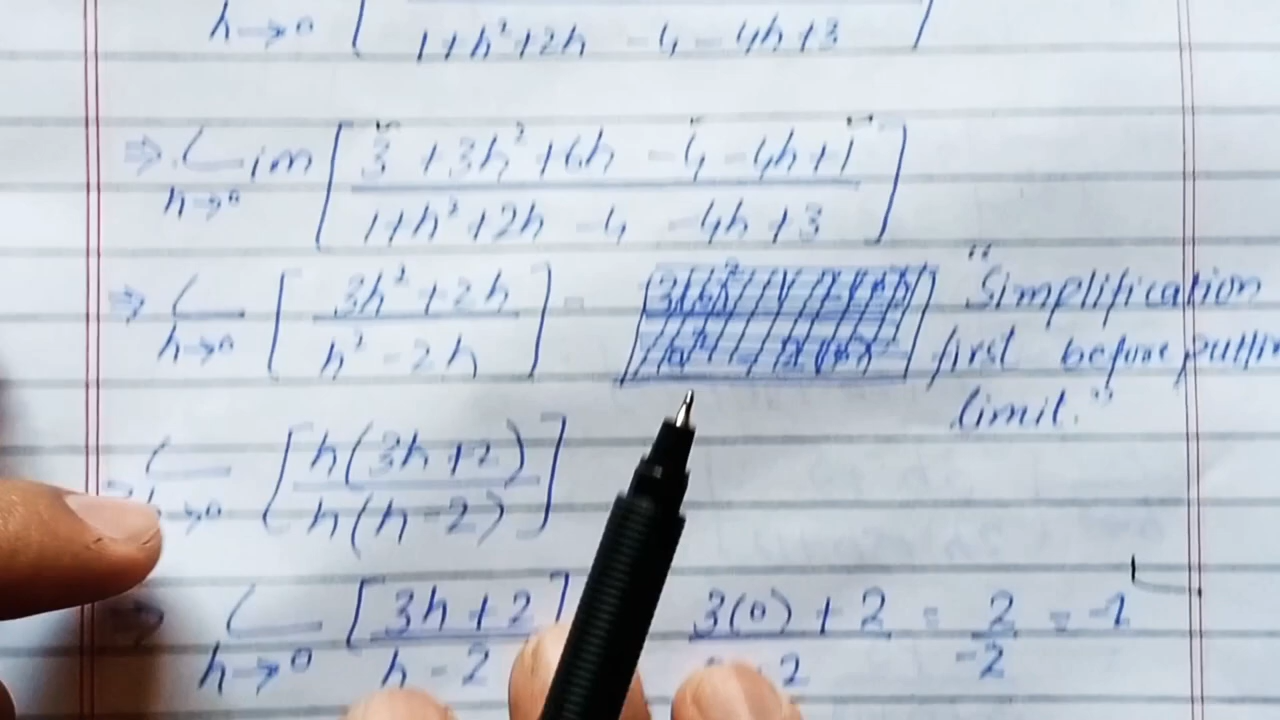 h→0 [ 1+h²+2h -4 -4h+3 ]
⇒ Lim h→0 [ 3 +3h²+6h -4 -4h+1 / 1+h²+2h -4 -4h+3 ]
⇒ L h→0 [ 3h²+2h / h²-2h ] = "Simplification
first before
limit."
L h→0 [ h(3h+2) / h(h-2) ]
⇒ L h→0 [ 3h+2 / h-2 ] 3(0)+2 / -2 = 2 / -2 = -1